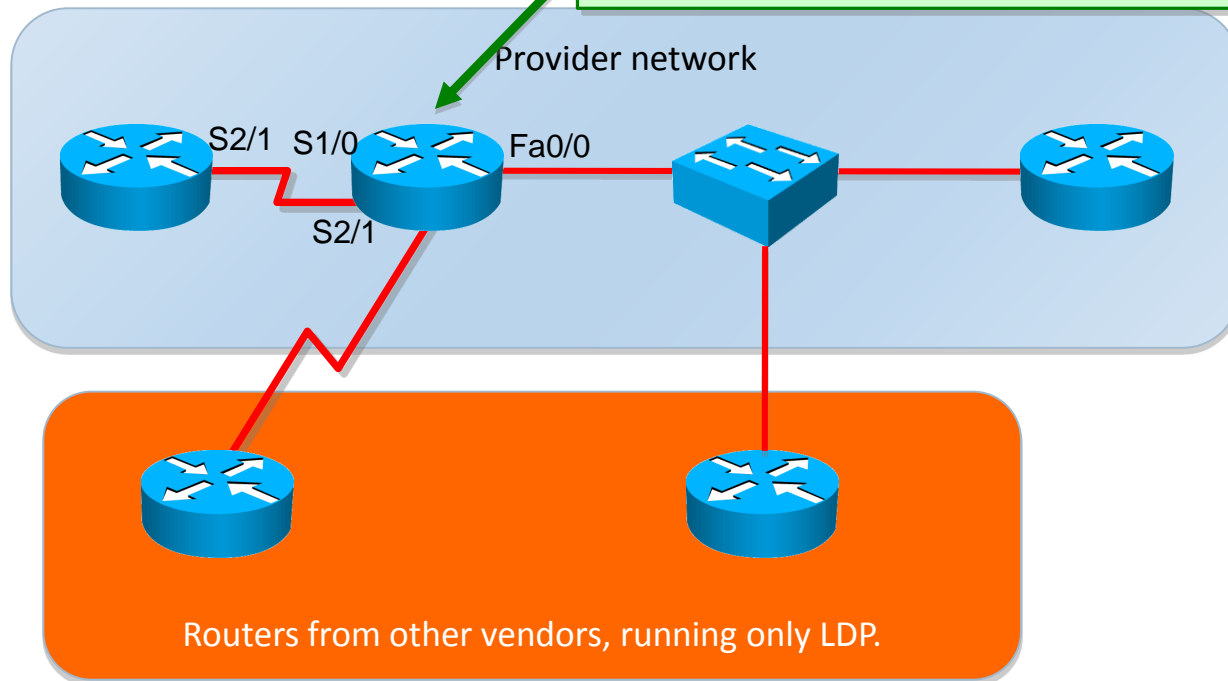 Provider network
S2/1
S1/0
Fa0/0
S2/1
Routers from other vendors, running only LDP.